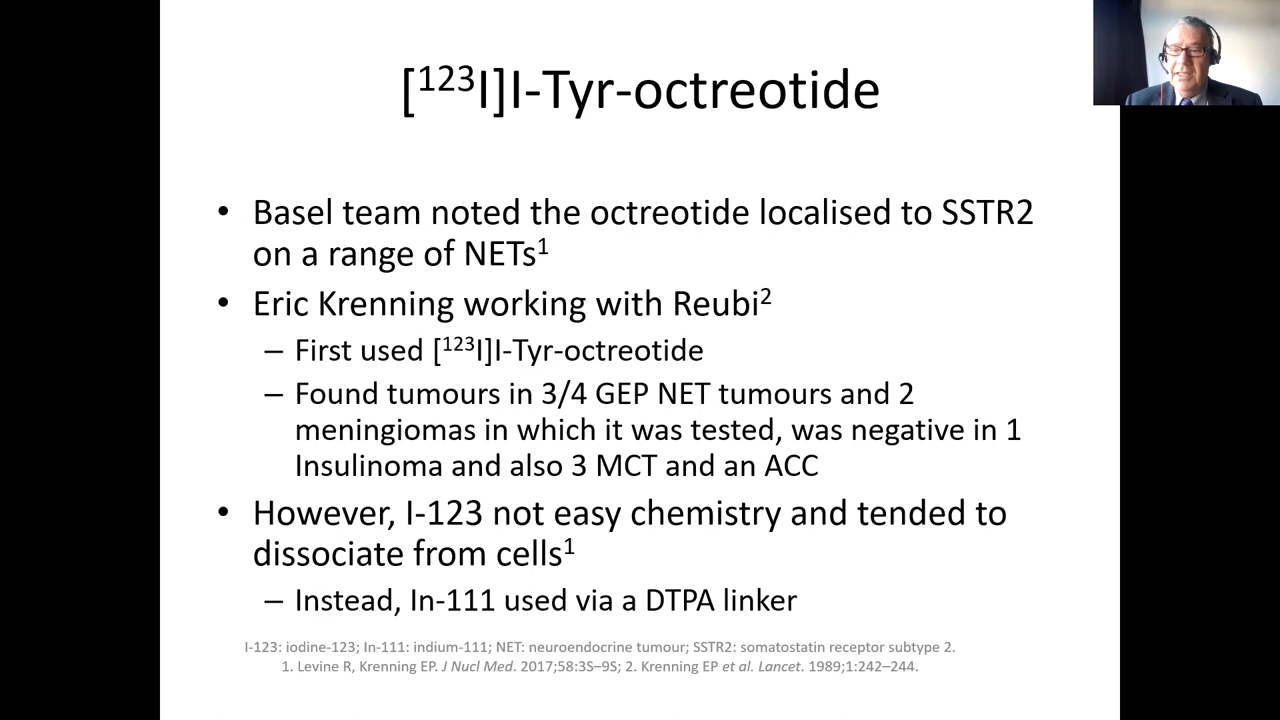 [¹²³I]I-Tyr-octreotide
• Basel team noted the octreotide localised to SSTR2
on a range of NETs¹
• Eric Krenning working with Reubi²
– First used [¹²³I]I-Tyr-octreotide
– Found tumours in 3/4 GEP NET tumours and 2
meningiomas in which it was tested, was negative in 1
Insulinoma and also 3 MCT and an ACC
• However, I-123 not easy chemistry and tended to
dissociate from cells¹
– Instead, In-111 used via a DTPA linker
I-123: iodine-123; In-111: indium-111; NET: neuroendocrine tumour; SSTR2: somatostatin receptor subtype 2.
1. Levine R, Krenning EP. J Nucl Med. 2017;58:3S–9S; 2. Krenning EP et al. Lancet. 1989;1:242–244.